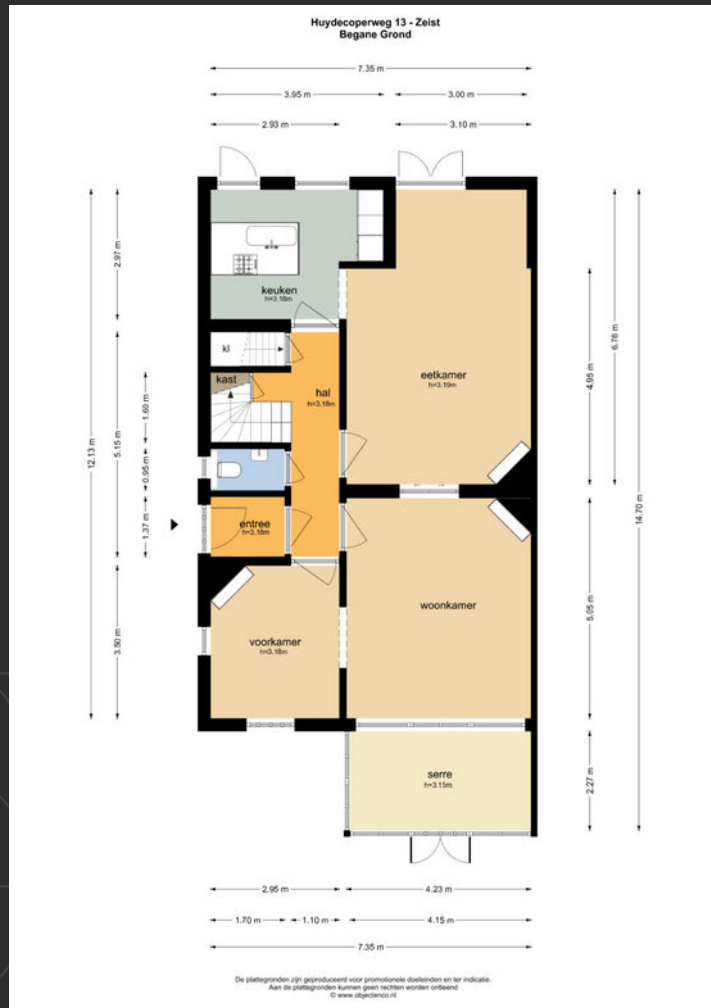 Huydecoperweg 13 - Zeist
Begane Grond
7.35 m
3.95 m
3.00 m
2.93 m
3.10 m
2.97 m
keuken
h=3.18m
kl
kast
hal
h=3.18m
eetkamer
h=3.19m
6.76 m
4.95 m
12.13 m
5.15 m
1.60 m
0.95 m
1.37 m
entree
h=3.18m
14.70 m
voorkamer
h=3.18m
woonkamer
3.50 m
5.05 m
serre
h=3.15m
2.27 m
2.95 m
4.23 m
1.70 m
1.10 m
4.15 m
7.35 m
De plattegronden zijn geproduceerd voor promotionele doeleinden en ter indicatie.
Aan de plattegronden kunnen geen rechten worden ontleend
© www.objectenco.nl